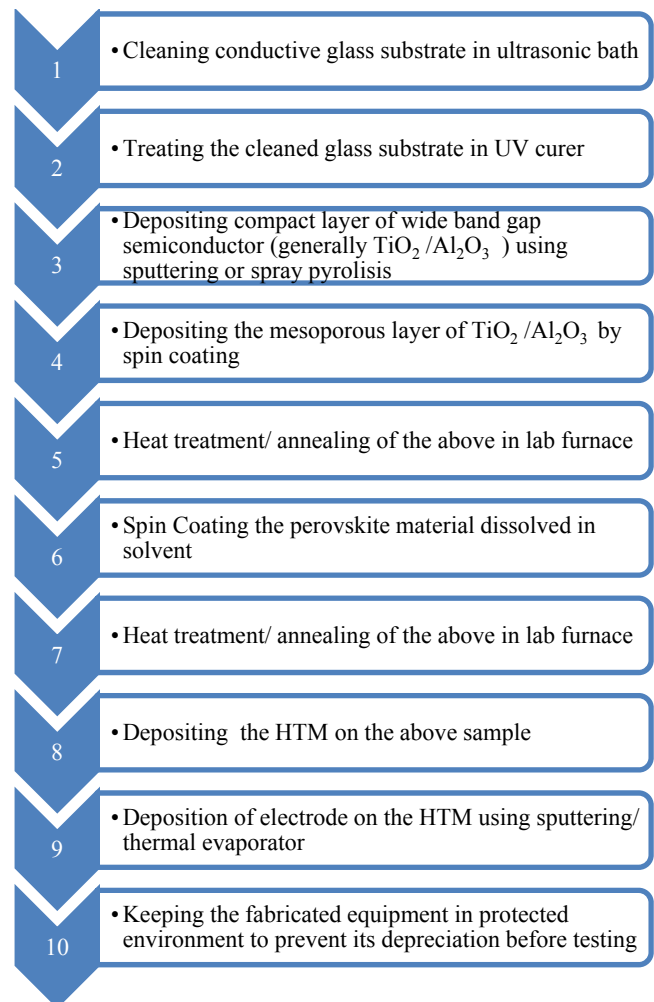 1
• Cleaning conductive glass substrate in ultrasonic bath
2
• Treating the cleaned glass substrate in UV curer
3
• Depositing compact layer of wide band gap
semiconductor (generally TiO₂ /Al₂O₃ ) using
sputtering or spray pyrolisis
4
• Depositing the mesoporous layer of TiO₂ /Al₂O₃ by
spin coating
5
• Heat treatment/ annealing of the above in lab furnace
6
• Spin Coating the perovskite material dissolved in
solvent
7
• Heat treatment/ annealing of the above in lab furnace
8
• Depositing the HTM on the above sample
9
• Deposition of electrode on the HTM using sputtering/
thermal evaporator
10
• Keeping the fabricated equipment in protected
environment to prevent its depreciation before testing